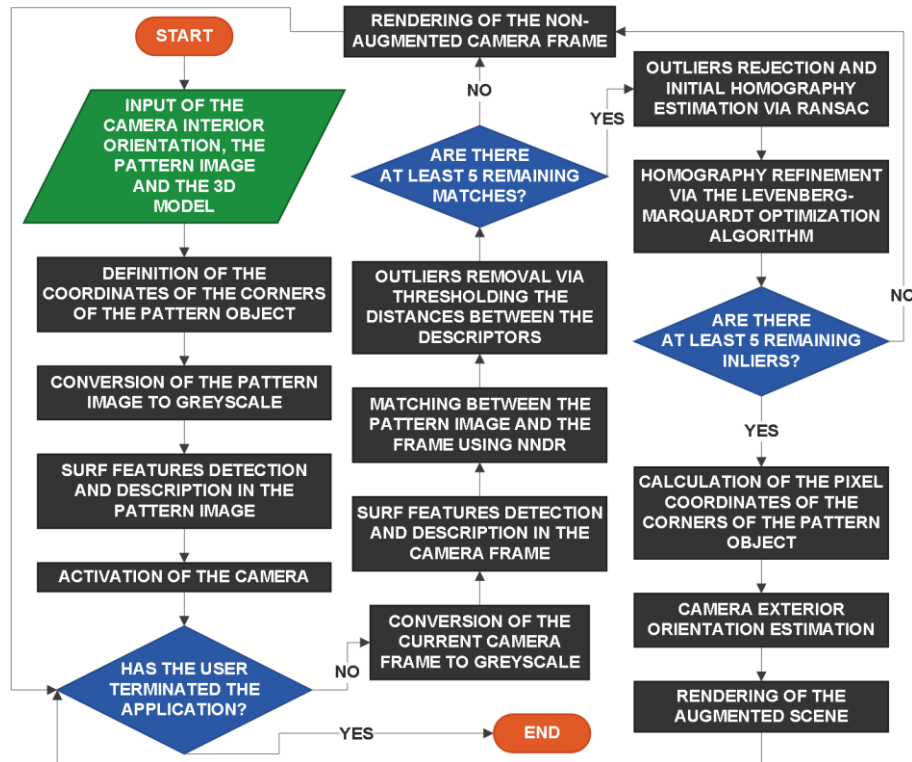 START
INPUT OF THE
CAMERA INTERIOR
ORIENTATION, THE
PATTERN IMAGE
AND THE 3D
MODEL
DEFINITION OF THE
COORDINATES OF THE CORNERS
OF THE PATTERN OBJECT
CONVERSION OF THE PATTERN
IMAGE TO GREYSCALE
SURF FEATURES DETECTION
AND DESCRIPTION IN THE
PATTERN IMAGE
ACTIVATION OF THE CAMERA
HAS THE USER
TERMINATED THE
APPLICATION?
YES
END
NO
CONVERSION OF THE
CURRENT CAMERA
FRAME TO GREYSCALE
SURF FEATURES DETECTION
AND DESCRIPTION IN THE
CAMERA FRAME
MATCHING BETWEEN THE
PATTERN IMAGE AND THE
FRAME USING NNDR
OUTLIERS REMOVAL VIA
THRESHOLDING THE
DISTANCES BETWEEN THE
DESCRIPTORS
ARE THERE
AT LEAST 5 REMAINING
MATCHES?
NO
RENDERING OF THE NON-
AUGMENTED CAMERA FRAME
YES
OUTLIERS REJECTION AND
INITIAL HOMOGRAPHY
ESTIMATION VIA RANSAC
HOMOGRAPHY REFINEMENT
VIA THE LEVENBERG-
MARQUARDT OPTIMIZATION
ALGORITHM
ARE THERE
AT LEAST 5 REMAINING
INLIERS?
NO
YES
CALCULATION OF THE PIXEL
COORDINATES OF THE
CORNERS OF THE PATTERN
OBJECT
CAMERA EXTERIOR
ORIENTATION ESTIMATION
RENDERING OF THE
AUGMENTED SCENE